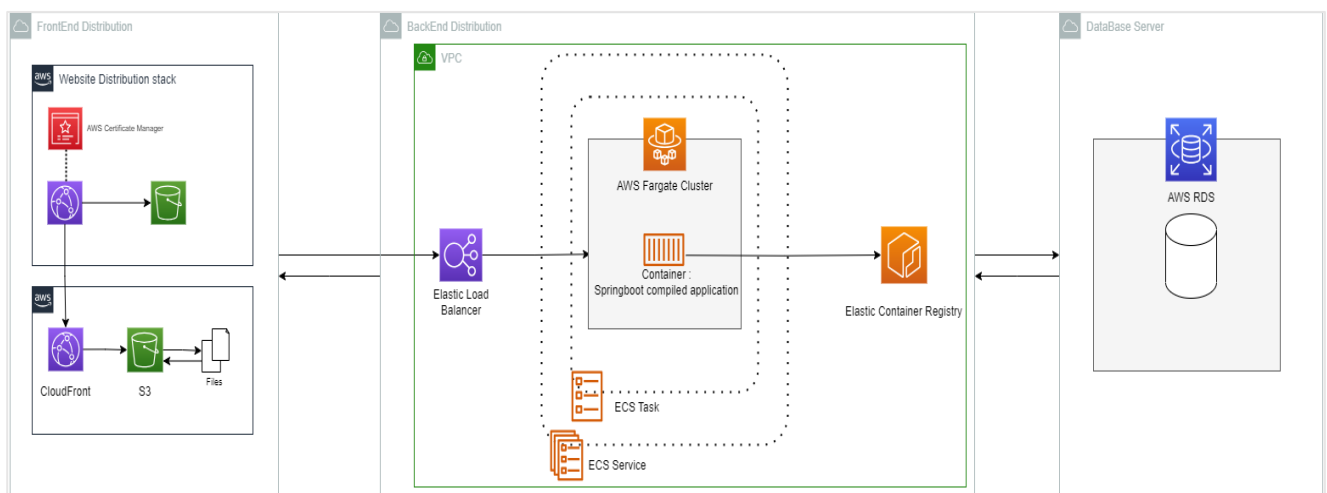 FrontEnd Distribution
aws
Website Distribution stack
AWS Certificate Manager
aws
CloudFront
S3
Files
BackEnd Distribution
VPC
Elastic Load
Balancer
AWS Fargate Cluster
Container :
Springboot compiled application
ECS Task
ECS Service
Elastic Container Registry
DataBase Server
AWS RDS